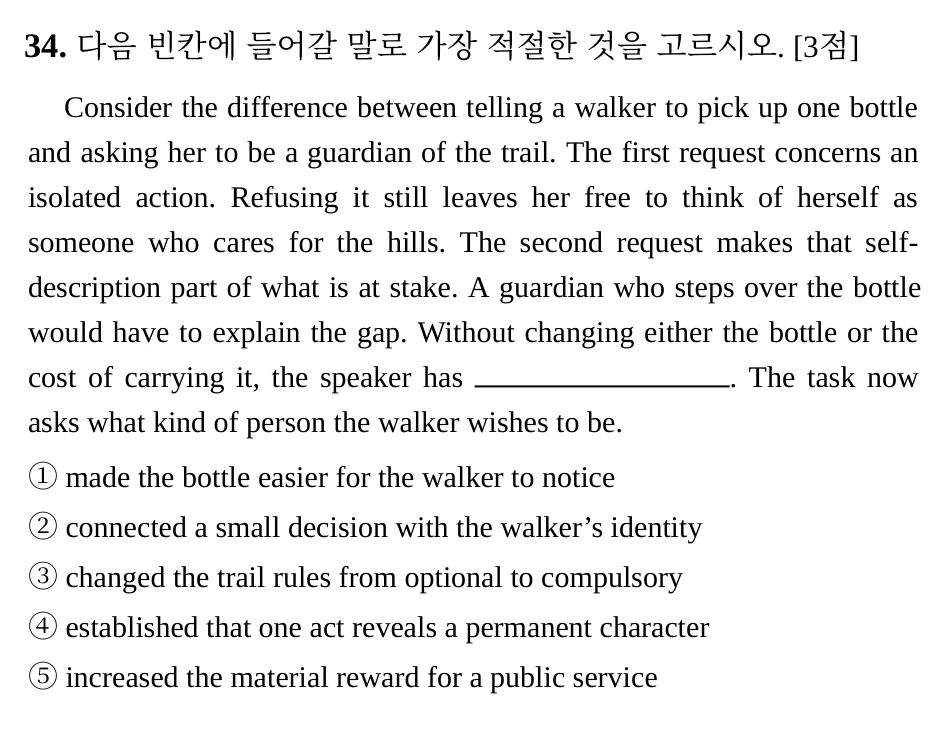 34. 다음 빈칸에 들어갈 말로 가장 적절한 것을 고르시오. [3점]
Consider the difference between telling a walker to pick up one bottle
and asking her to be a guardian of the trail. The first request concerns an
isolated action. Refusing it still leaves her free to think of herself as
someone who cares for the hills. The second request makes that self-
description part of what is at stake. A guardian who steps over the bottle
would have to explain the gap. Without changing either the bottle or the
cost of carrying it, the speaker has ________________. The task now
asks what kind of person the walker wishes to be.
① made the bottle easier for the walker to notice
② connected a small decision with the walker’s identity
③ changed the trail rules from optional to compulsory
④ established that one act reveals a permanent character
⑤ increased the material reward for a public service